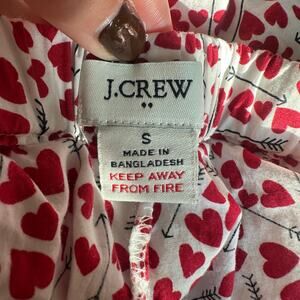 J.CREW
S
MADE IN
BANGLADESH
KEEP AWAY
FROM FIRE